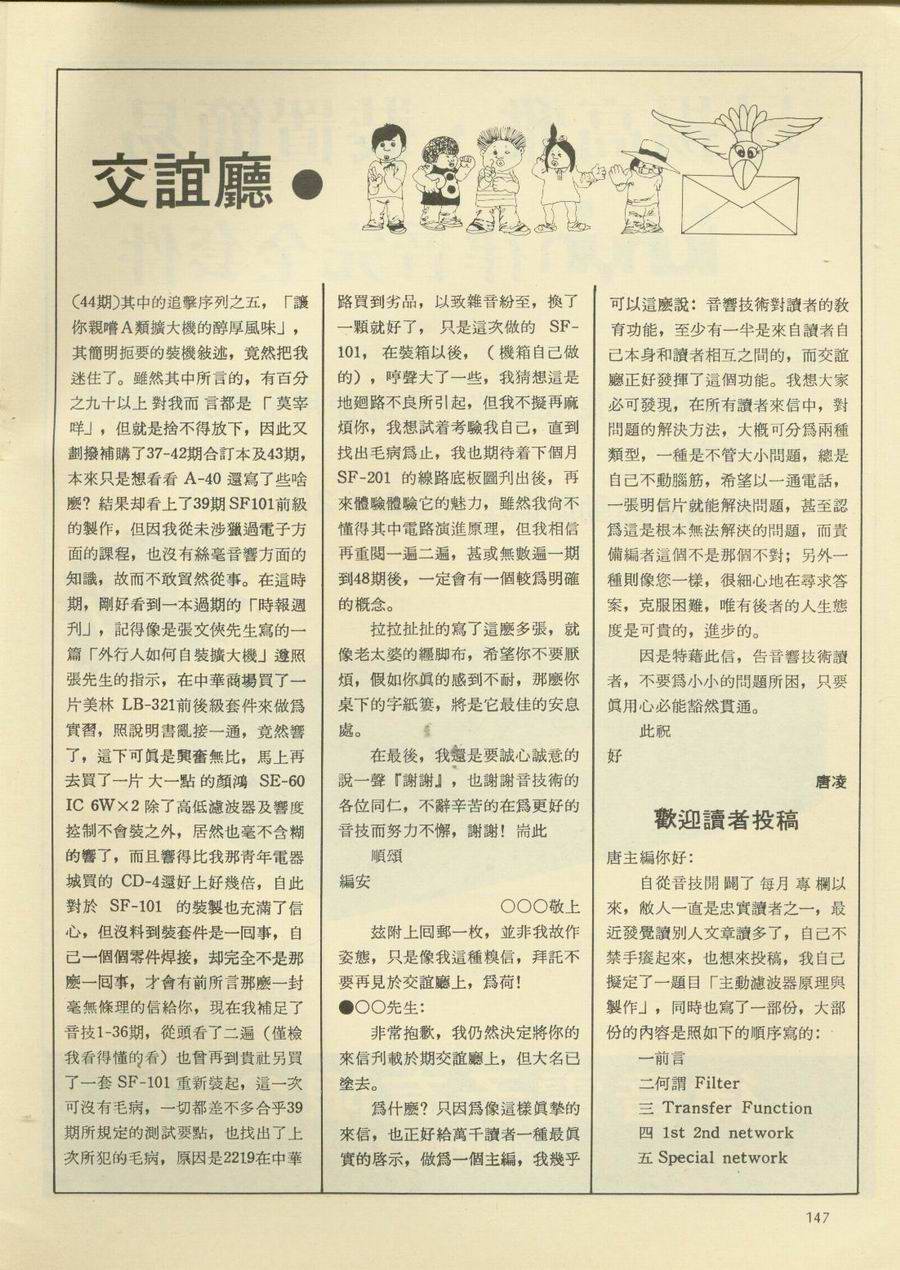 交誼廳●
(44期)其中的追擊序列之五，「讓
你親嚐A類擴大機的醇厚風味」，
其簡明扼要的裝機敍述，竟然把我
迷住了。雖然其中所言的，有百分
之九十以上對我而言都是「莫宰
咩」，但就是捨不得放下，因此又
劃撥補購了37-42期合訂本及43期，
本來只是想看看 A-40 還寫了些啥
麽？結果却看上了39期SF101前級
的製作，但因我從未涉獵過電子方
面的課程，也沒有絲毫音響方面的
知識，故而不敢貿然從事。在這時
期，剛好看到一本過期的「時報週
刊」，記得像是張文俠先生寫的一
篇「外行人如何自裝擴大機」遵照
張先生的指示，在中華商場買了一
片美林 LB-321前後級套件來做爲
實習，照說明書亂接一通，竟然響
了，這下可眞是興奮無比，馬上再
去買了一片大一點的顏鴻 SE-60
IC 6W×2 除了高低濾波器及響度
控制不會裝之外，居然也毫不含糊
的響了，而且響得比我那靑年電器
城買的 CD-4還好上好幾倍，自此
對於 SF-101 的裝製也充滿了信
心，但沒料到裝套件是一囘事，自
己一個個零件焊接，却完全不是那
麽一囘事，才會有前所言那麽一封
毫無條理的信給你，現在我補足了
音技1-36期，從頭看了二遍（僅檢
我看得懂的看）也曾再到貴社另買
了一套 SF-101 重新裝起，這一次
可沒有毛病，一切都差不多合乎39
期所規定的測試要點，也找出了上
次所犯的毛病，原因是2219在中華
路買到劣品，以致雜音紛至，換了
一顆就好了，只是這次做的 SF-
101，在裝箱以後，（機箱自己做
的），哼聲大了一些，我猜想這是
地廻路不良所引起，但我不擬再麻
煩你，我想試着考驗我自己，直到
找出毛病爲止，我也期待着下個月
SF-201 的線路底板圖刋出後，再
來體驗體驗它的魅力，雖然我尙不
懂得其中電路演進原理，但我相信
再重閱一遍二遍，甚或無數遍一期
到48期後，一定會有一個較爲明確
的槪念。
拉拉扯扯的寫了這麽多張，就
像老太婆的纒脚布，希望你不要厭
煩，假如你眞的感到不耐，那麽你
桌下的字紙簍，將是它最佳的安息
處。
在最後，我還是要誠心誠意的
說一聲『謝謝』，也謝謝音技術的
各位同仁，不辭辛苦的在爲更好的
音技而努力不懈，謝謝！耑此
順頌
編安
○○○敬上
玆附上囘郵一枚，並非我故作
姿態，只是像我這種糗信，拜託不
要再見於交誼廳上，爲荷！
●○○先生：
非常抱歉，我仍然決定將你的
來信刋載於期交誼廳上，但大名已
塗去。
爲什麽？只因爲像這樣眞摯的
來信，也正好給萬千讀者一種最眞
實的啓示，做爲一個主編，我幾乎
可以這麽說：音響技術對讀者的敎
育功能，至少有一半是來自讀者自
己本身和讀者相互之間的，而交誼
廳正好發揮了這個功能。我想大家
必可發現，在所有讀者來信中，對
問題的解決方法，大槪可分爲兩種
類型，一種是不管大小問題，總是
自己不動腦筋，希望以一通電話，
一張明信片就能解決問題，甚至認
爲這是根本無法解決的問題，而責
備編者這個不是那個不對；另外一
種則像您一樣，很細心地在尋求答
案，克服困難，唯有後者的人生態
度是可貴的，進步的。
因是特藉此信，告音響技術讀
者，不要爲小小的問題所困，只要
眞用心必能豁然貫通。
此祝
好
唐凌
歡迎讀者投稿
唐主編你好：
自從音技開闢了每月專欄以
來，敝人一直是忠實讀者之一，最
近發覺讀別人文章讀多了，自己不
禁手癢起來，也想來投稿，我自己
擬定了一題目「主動濾波器原理與
製作」，同時也寫了一部份，大部
份的內容是照如下的順序寫的：
一前言
二何謂 Filter
三 Transfer Function
四 1st 2nd network
五 Special network
147